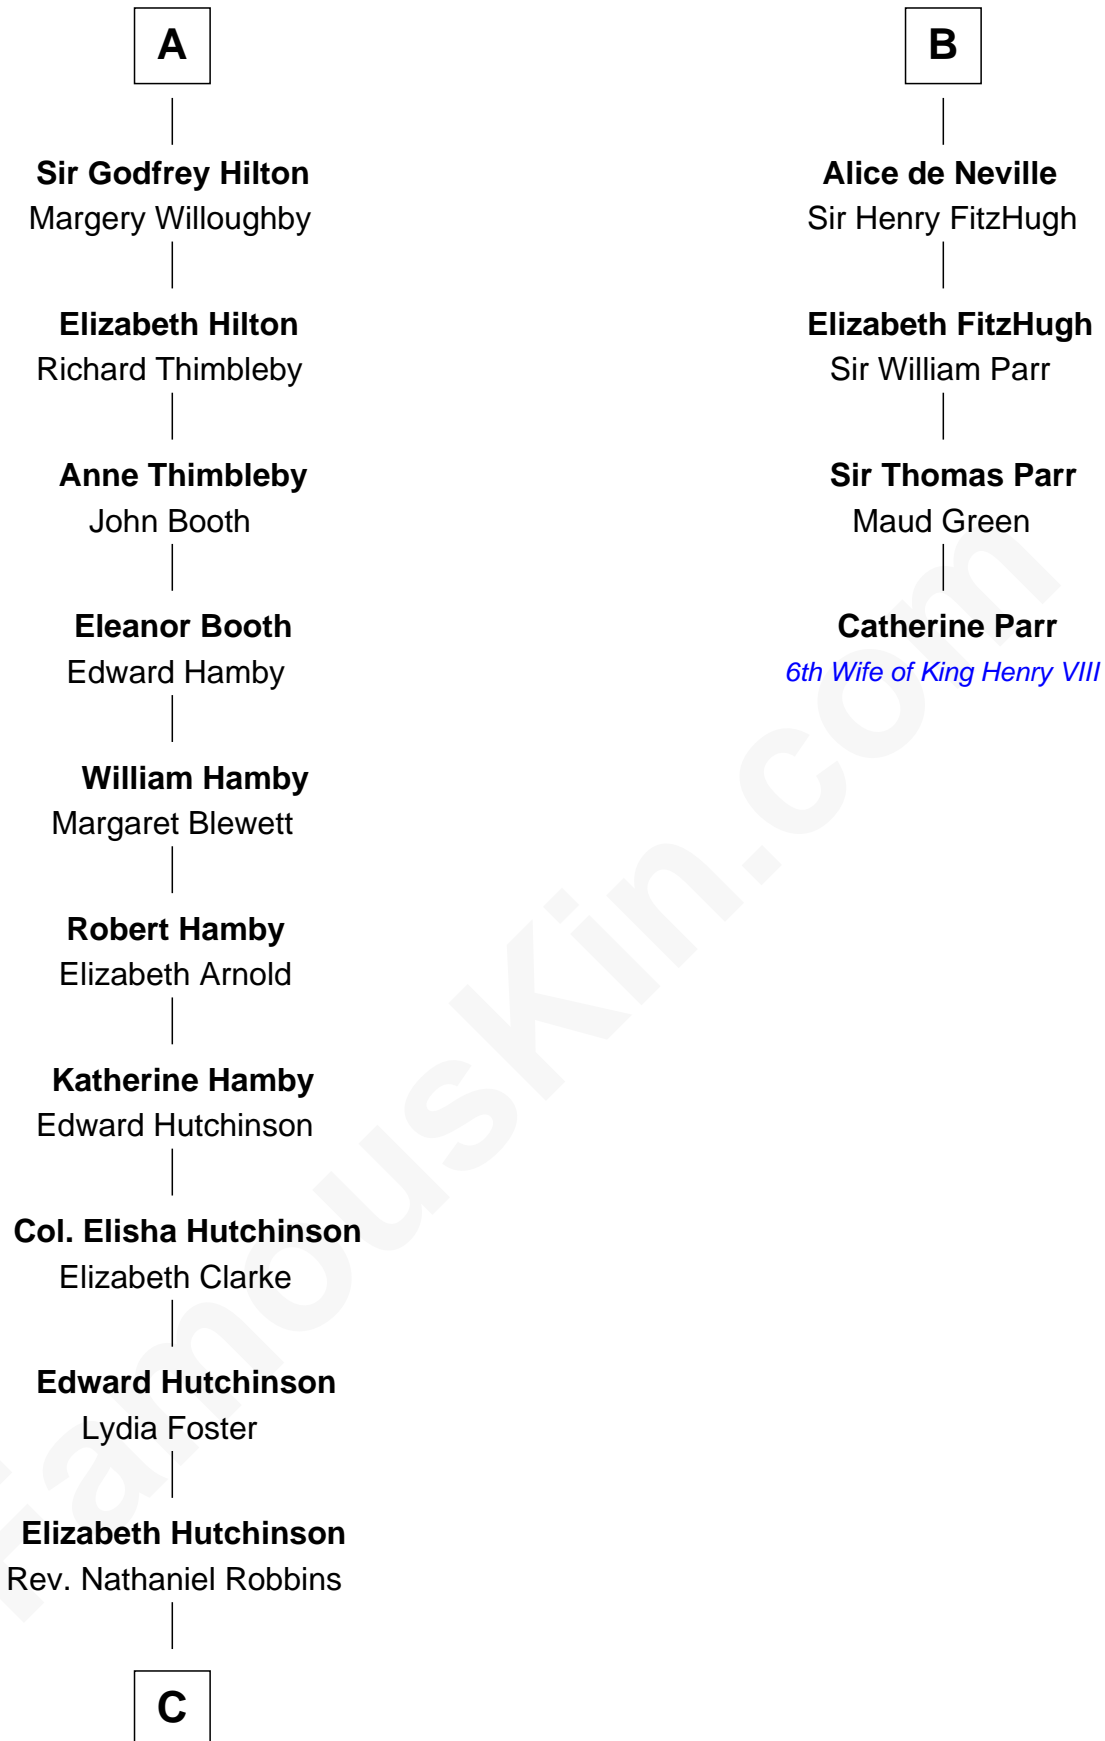 A
Sir Godfrey Hilton
Margery Willoughby
Elizabeth Hilton
Richard Thimbleby
Anne Thimbleby
John Booth
Eleanor Booth
Edward Hamby
William Hamby
Margaret Blewett
Robert Hamby
Elizabeth Arnold
Katherine Hamby
Edward Hutchinson
Col. Elisha Hutchinson
Elizabeth Clarke
Edward Hutchinson
Lydia Foster
Elizabeth Hutchinson
Rev. Nathaniel Robbins
C
B
Alice de Neville
Sir Henry FitzHugh
Elizabeth FitzHugh
Sir William Parr
Sir Thomas Parr
Maud Green
Catherine Parr
6th Wife of King Henry VIII
FamousKin.com